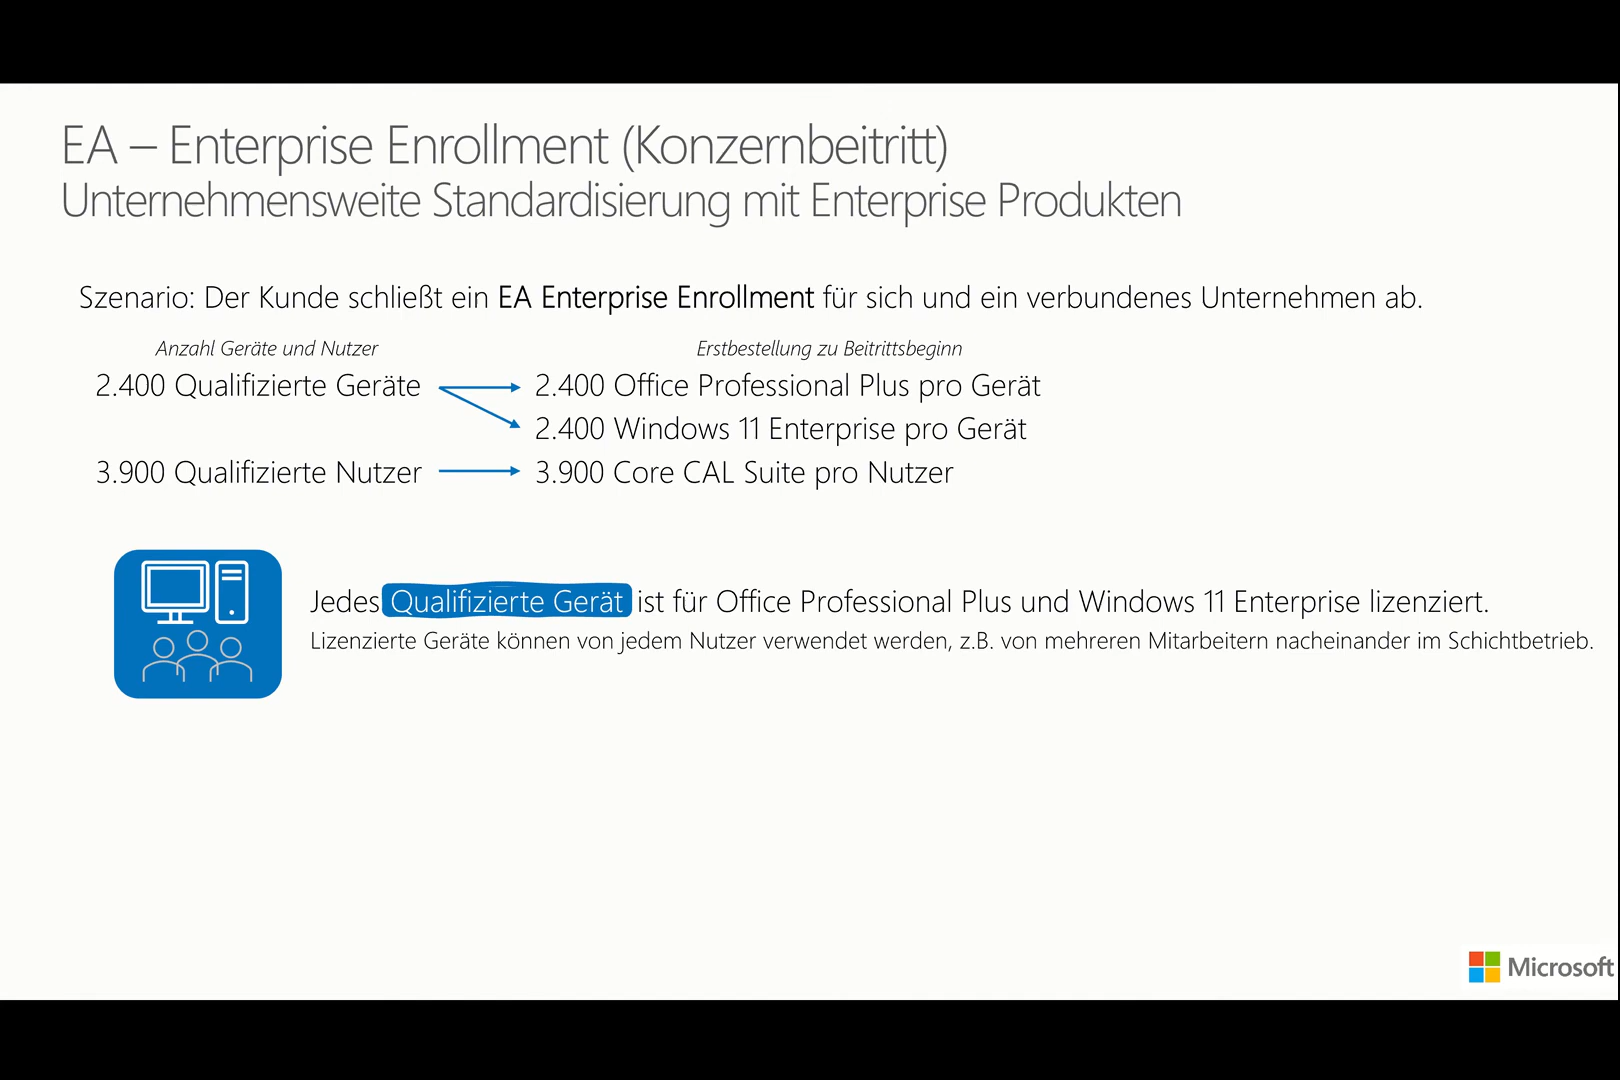 EA – Enterprise Enrollment (Konzernbeitritt)
Unternehmensweite Standardisierung mit Enterprise Produkten
Szenario: Der Kunde schließt ein EA Enterprise Enrollment für sich und ein verbundenes Unternehmen ab.
Anzahl Geräte und Nutzer
Erstbestellung zu Beitrittsbeginn
2.400 Qualifizierte Geräte
2.400 Office Professional Plus pro Gerät
2.400 Windows 11 Enterprise pro Gerät
3.900 Qualifizierte Nutzer
3.900 Core CAL Suite pro Nutzer
Jedes Qualifizierte Gerät ist für Office Professional Plus und Windows 11 Enterprise lizenziert.
Lizenzierte Geräte können von jedem Nutzer verwendet werden, z.B. von mehreren Mitarbeitern nacheinander im Schichtbetrieb.
Microsoft